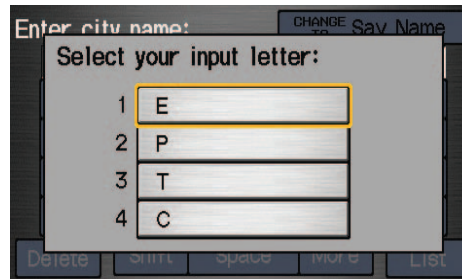 Enter city name:
CHANGE TO Say Name
Select your input letter:
1 E
2 P
3 T
4 C
Delete Shift Space More List